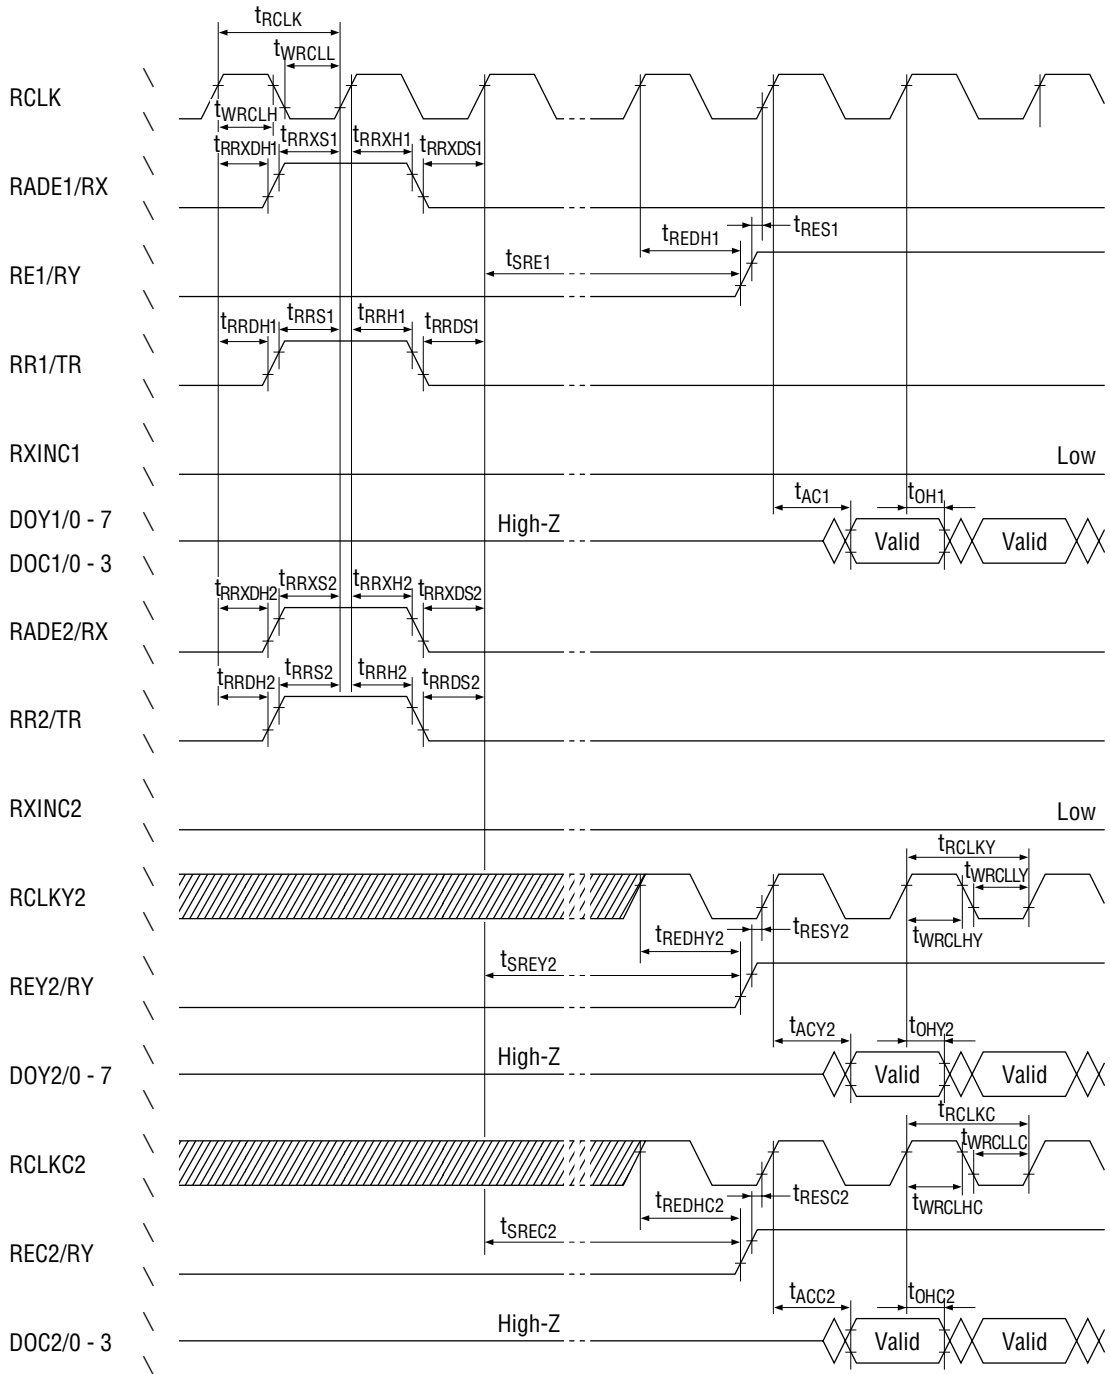 tRCLK
tWRCLL
RCLK
tWRCLH
tRRXDH1 tRRXS1 tRRXH1 tRRXDS1
RADE1/RX
tREDH1 tRES1
tSRE1
RE1/RY
tRRDH1 tRRS1 tRRH1 tRRDS1
RR1/TR
RXINC1 Low
tAC1 tOH1
DOY1/0 - 7 High-Z Valid Valid
DOC1/0 - 3
tRRXDH2 tRRXS2 tRRXH2 tRRXDS2
RADE2/RX
tRRDH2 tRRS2 tRRH2 tRRDS2
RR2/TR
RXINC2 Low
tRCLKY
tWRCLLY
RCLKY2
tREDHY2 tRESY2 tWRCLHY
tSREY2
REY2/RY
tACY2 tOHY2
High-Z
DOY2/0 - 7 Valid Valid
tRCLKC
tWRCLLC
RCLKC2
tREDHC2 tRESC2 tWRCLHC
tSREC2
REC2/RY
tACC2 tOHC2
High-Z
DOC2/0 - 3 Valid Valid